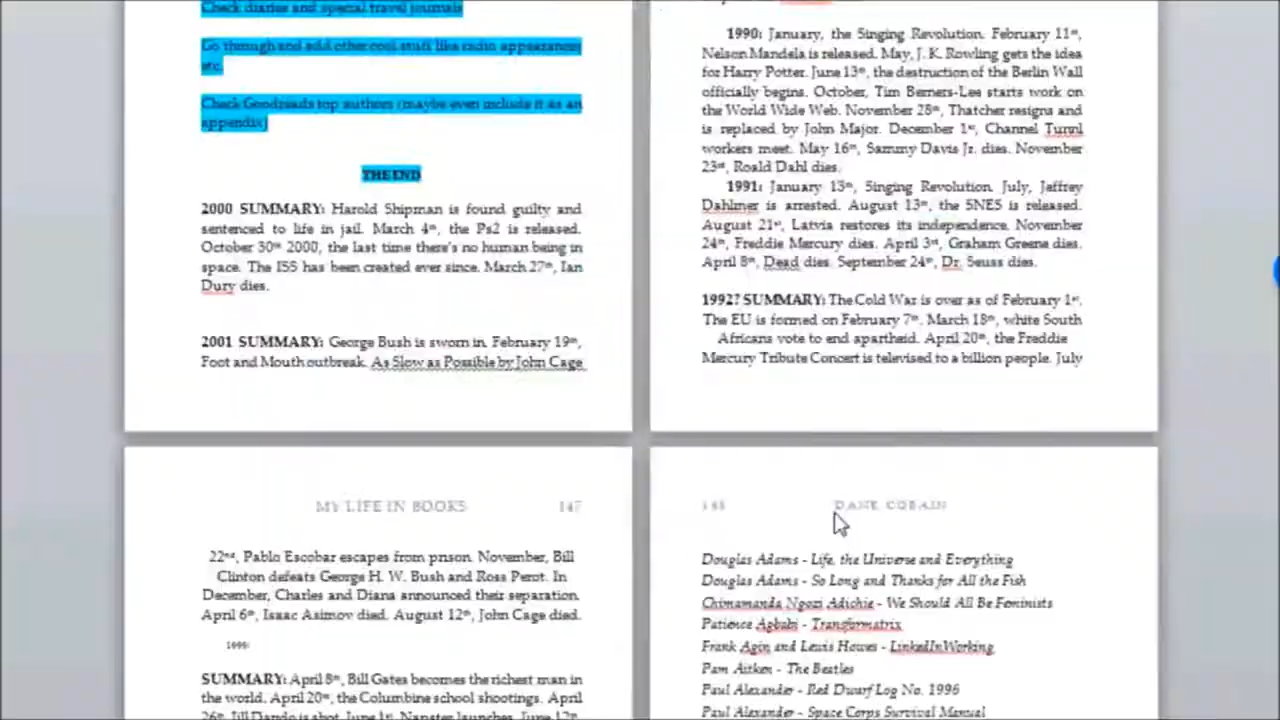 Check diaries and special travel journals
Go through and add other cool stuff like radio appearances
etc.
Check Goodreads top authors (maybe even include it as an
appendix)
THE END
2000 SUMMARY: Harold Shipman is found guilty and
sentenced to life in jail. March 4th, the Ps2 is released.
October 30th 2000, the last time there's no human being in
space. The ISS has been created ever since. March 27th, Ian
Dury dies.
2001 SUMMARY: George Bush is sworn in. February 19th,
Foot and Mouth outbreak. As Slow as Possible by John Cage
1990: January, the Singing Revolution. February 11th,
Nelson Mandela is released. May, J. K. Rowling gets the idea
for Harry Potter. June 13th, the destruction of the Berlin Wall
officially begins. October, Tim Berners-Lee starts work on
the World Wide Web. November 28th, Thatcher resigns and
is replaced by John Major. December 1st, Channel Tunnl
workers meet. May 16th, Sammy Davis Jr. dies. November
23rd, Roald Dahl dies.
1991: January 13th, Singing Revolution. July, Jeffrey
Dahlmer is arrested. August 13th, the SNES is released.
August 21st, Latvia restores its independence. November
24th, Freddie Mercury dies. April 3rd, Graham Greene dies.
April 8th, Dead dies. September 24th, Dr. Seuss dies.
1992? SUMMARY: The Cold War is over as of February 1st.
The EU is formed on February 7th. March 18th, white South
Africans vote to end apartheid. April 20th, the Freddie
Mercury Tribute Concert is televised to a billion people. July
MY LIFE IN BOOKS 147
22nd, Pablo Escobar escapes from prison. November, Bill
Clinton defeats George H. W. Bush and Ross Perot. In
December, Charles and Diana announced their separation.
April 6th, Isaac Asimov died. August 12th, John Cage died.
1999:
SUMMARY: April 8th, Bill Gates becomes the richest man in
the world. April 20th, the Columbine school shootings. April
26th, Jill Dando is shot. June 1st, Napster launches. June 12th,
148 DANE COBAIN
Douglas Adams - Life, the Universe and Everything
Douglas Adams - So Long and Thanks for All the Fish
Chimamanda Ngozi Adichie - We Should All Be Feminists
Patience Agbabi - Transformatrix
Frank Agin and Lewis Howes - LinkedInWorking
Pam Aitken - The Beatles
Paul Alexander - Red Dwarf Log No. 1996
Paul Alexander - Space Corps Survival Manual